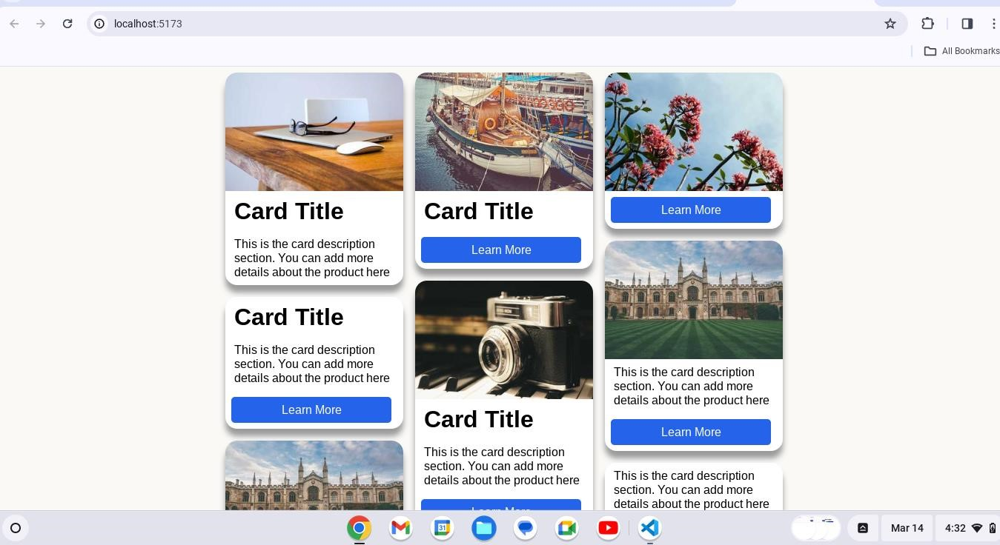 localhost:5173
All Bookmarks
Card Title
This is the card description
section. You can add more
details about the product here
Card Title
This is the card description
section. You can add more
details about the product here
Learn More
Card Title
Learn More
Card Title
This is the card description
section. You can add more
details about the product here
Learn More
Learn More
This is the card description
section. You can add more
details about the product here
Learn More
This is the card description
section. You can add more
details about the product here
31
Mar 14
4:32